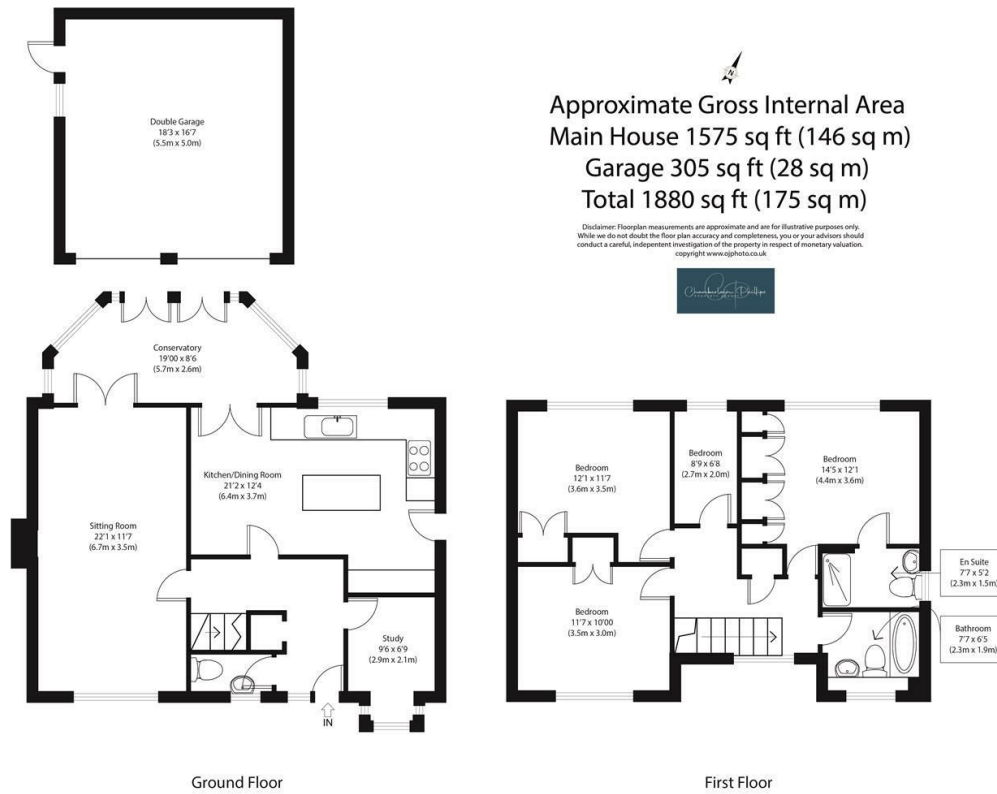 Double Garage
18'3 x 16'7
(5.5m x 5.0m)
N
Approximate Gross Internal Area
Main House 1575 sq ft (146 sq m)
Garage 305 sq ft (28 sq m)
Total 1880 sq ft (175 sq m)
Disclaimer: Floorplan measurements are approximate and are for illustrative purposes only.
While we do not doubt the floor plan accuracy and completeness, you or your advisors should
conduct a careful, indepentent investigation of the property in respect of monetary valuation.
copyright www.ojphoto.co.uk
Chamberlain Phillips
Conservatory
19'00 x 8'6
(5.7m x 2.6m)
Kitchen/Dining Room
21'2 x 12'4
(6.4m x 3.7m)
Sitting Room
22'1 x 11'7
(6.7m x 3.5m)
Study
9'6 x 6'9
(2.9m x 2.1m)
IN
Ground Floor
Bedroom
12'1 x 11'7
(3.6m x 3.5m)
Bedroom
8'9 x 6'8
(2.7m x 2.0m)
Bedroom
14'5 x 12'1
(4.4m x 3.6m)
En Suite
7'7 x 5'2
(2.3m x 1.5m)
Bedroom
11'7 x 10'00
(3.5m x 3.0m)
Bathroom
7'7 x 6'5
(2.3m x 1.9m)
First Floor